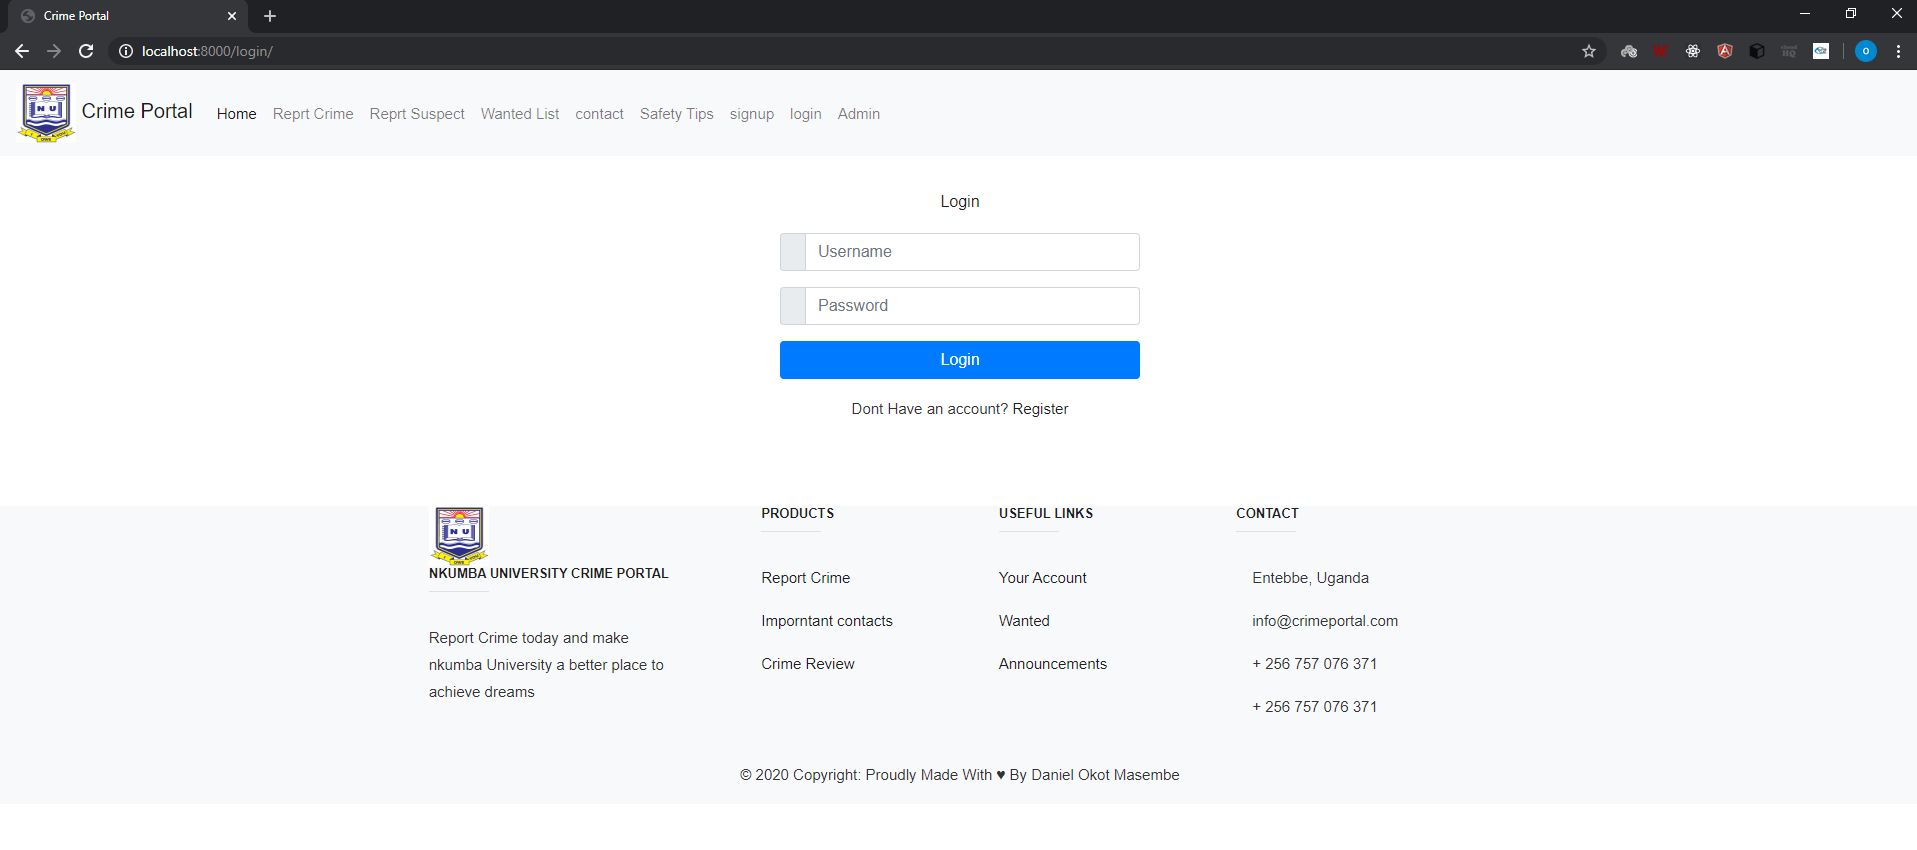 Crime Portal
localhost:8000/login/
Crime Portal Home Reprt Crime Reprt Suspect Wanted List contact Safety Tips signup login Admin
N U
Login
Username
Password
Login
Dont Have an account? Register
N U
NKUMBA UNIVERSITY CRIME PORTAL
Report Crime today and make
nkumba University a better place to
achieve dreams
PRODUCTS
Report Crime
Imporntant contacts
Crime Review
USEFUL LINKS
Your Account
Wanted
Announcements
CONTACT
Entebbe, Uganda
info@crimeportal.com
+ 256 757 076 371
+ 256 757 076 371
© 2020 Copyright: Proudly Made With ♥ By Daniel Okot Masembe